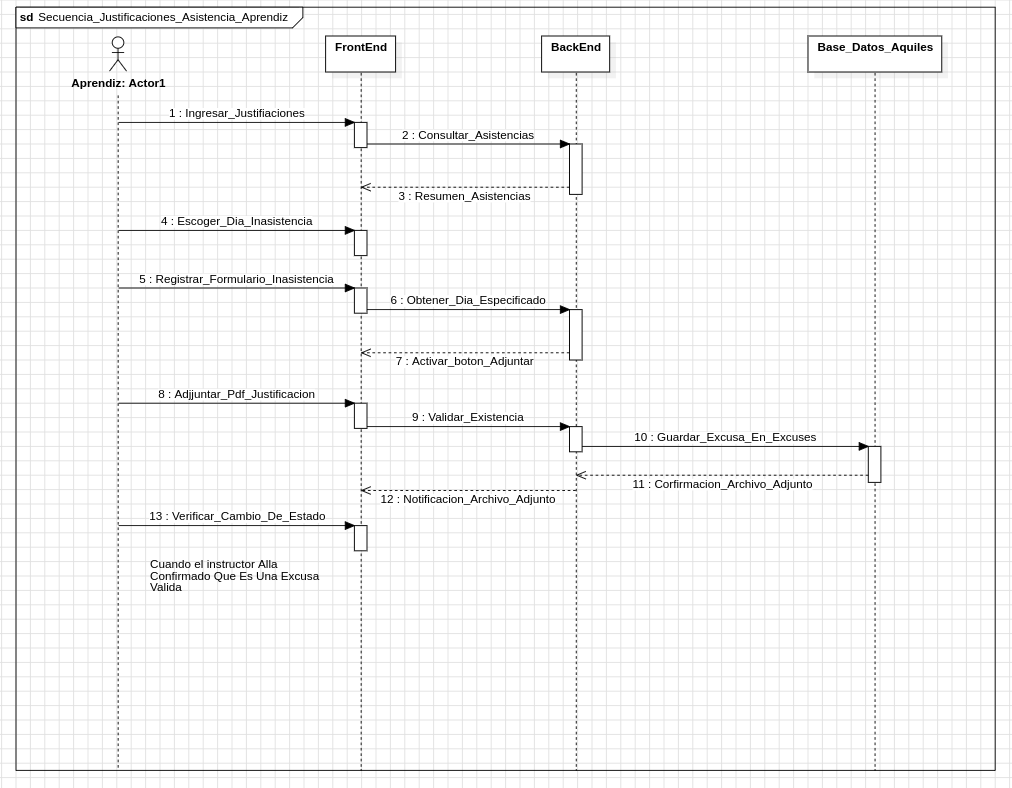 sd Secuencia_Justificaciones_Asistencia_Aprendiz
FrontEnd
BackEnd
Base_Datos_Aquiles
Aprendiz: Actor1
1 : Ingresar_Justifiaciones
2 : Consultar_Asistencias
3 : Resumen_Asistencias
4 : Escoger_Dia_Inasistencia
5 : Registrar_Formulario_Inasistencia
6 : Obtener_Dia_Especificado
7 : Activar_boton_Adjuntar
8 : Adjjuntar_Pdf_Justificacion
9 : Validar_Existencia
10 : Guardar_Excusa_En_Excuses
11 : Corfirmacion_Archivo_Adjunto
12 : Notificacion_Archivo_Adjunto
13 : Verificar_Cambio_De_Estado
Cuando el instructor Alla
Confirmado Que Es Una Excusa
Valida